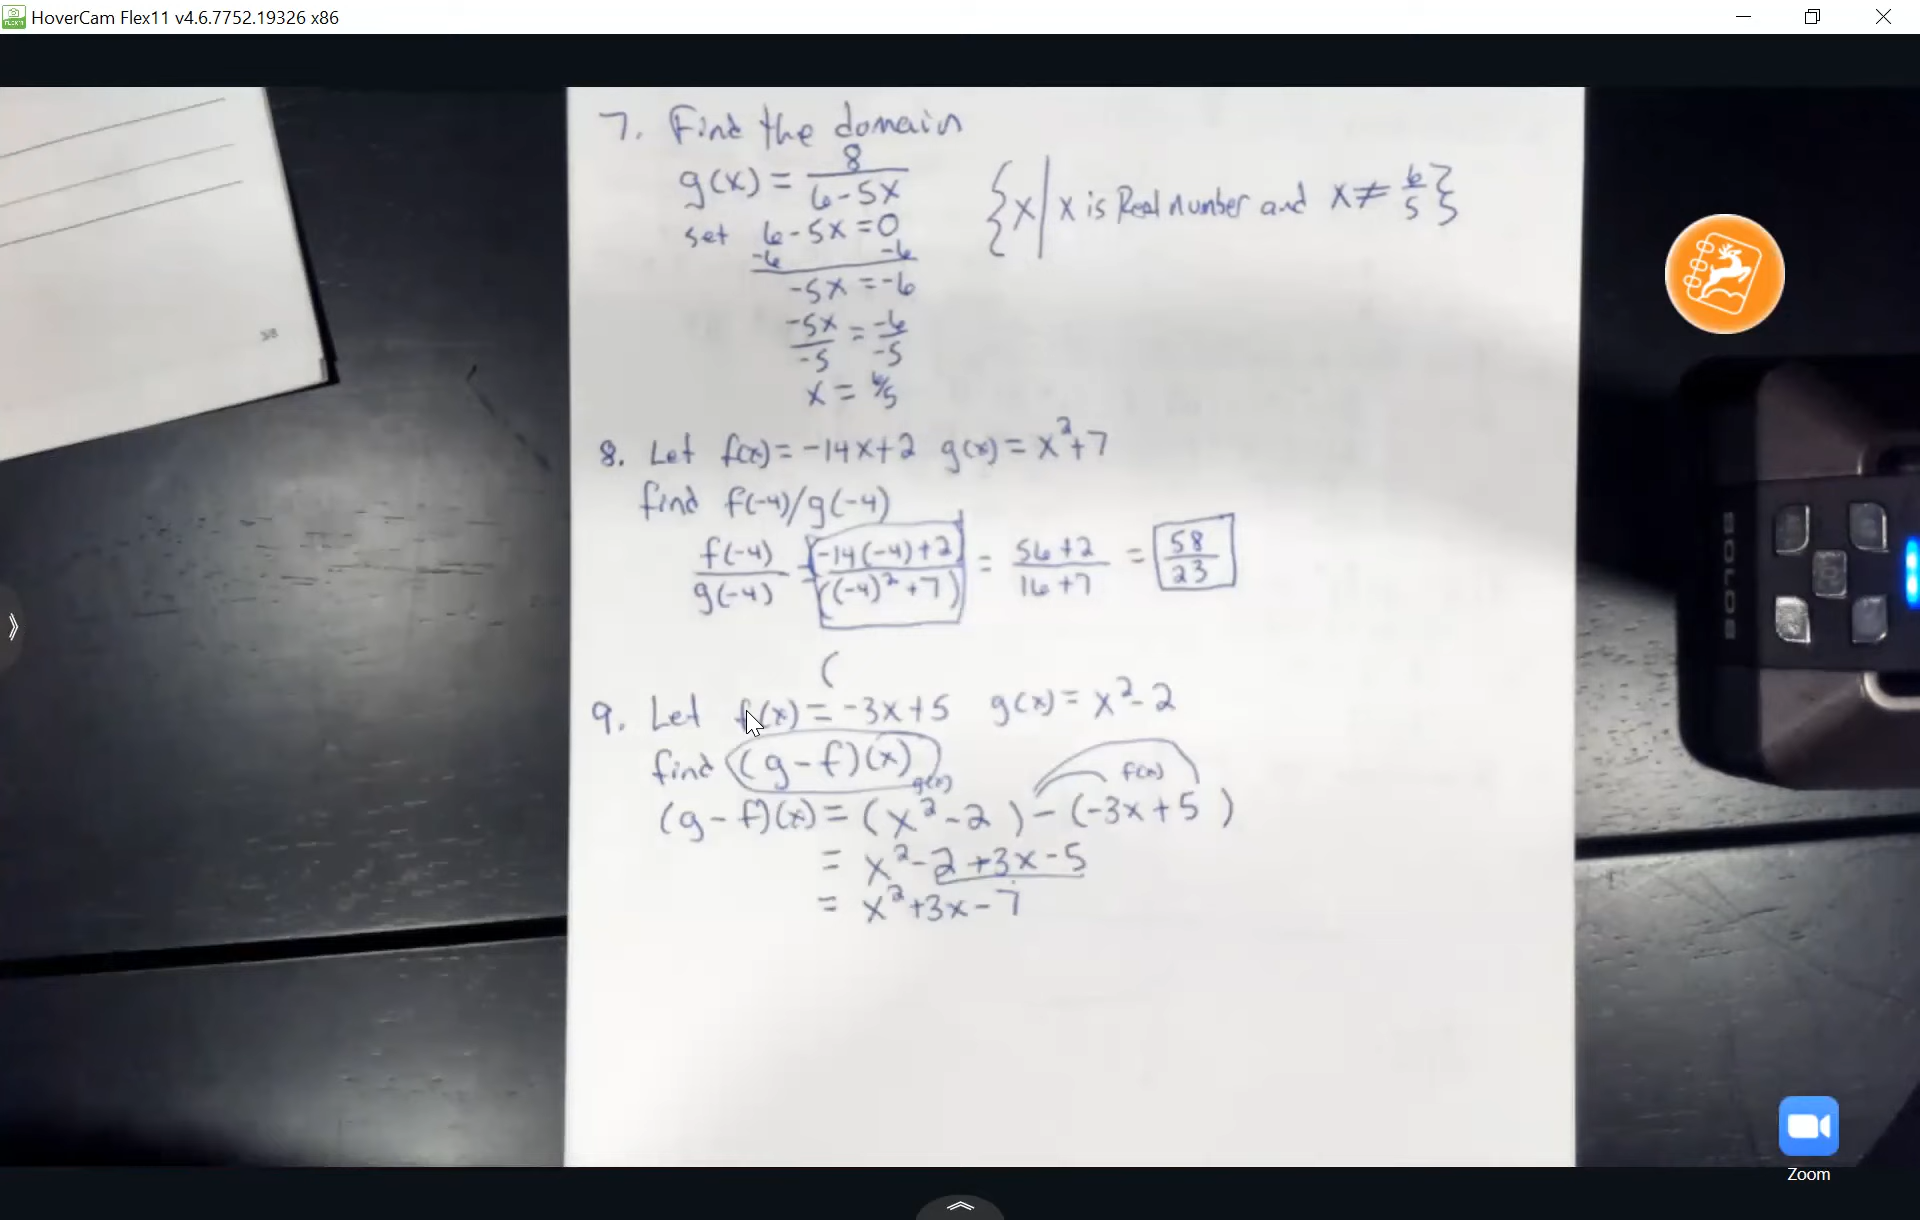 HoverCam Flex11 v4.6.7752.19326 x86
7. Find the domain
g(x) = 8 / (6-5x)
{x | x is Real number and x ≠ 6/5}
set 6-5x=0
-6 -6
-5x = -6
-5x/-5 = -6/-5
x = 6/5
8. Let f(x) = -14x+2 g(x) = x²+7
find f(-4)/g(-4)
f(-4)/g(-4) = (-14(-4)+2)/((-4)²+7) = (56+2)/(16+7) = 58/23
(
9. Let f(x) = -3x+5 g(x) = x²-2
find (g-f)(x)
g(x) f(x)
(g-f)(x) = (x²-2) - (-3x+5)
= x²-2+3x-5
= x²+3x-7
SOLO8
Zoom